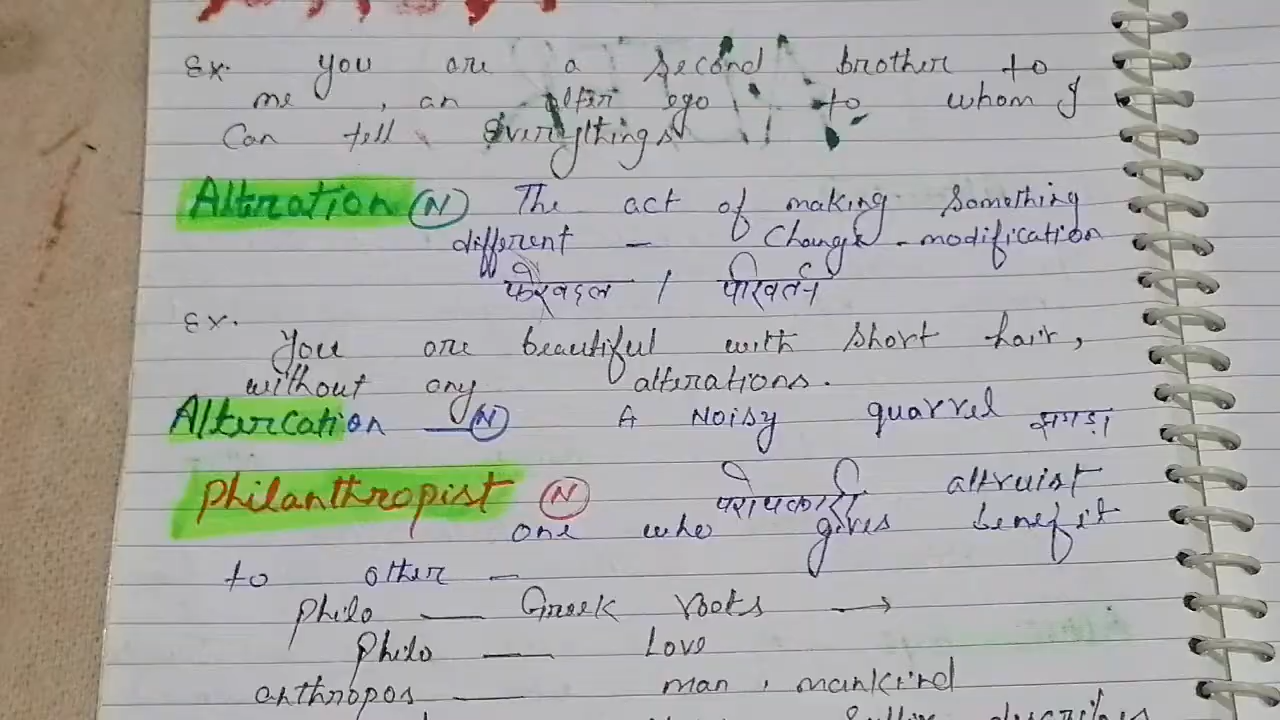 Ex. You are a second brother to
me, an alter ego to whom I
Can tell everythings
Alteration (N) The act of making something
different - Change - modification
फेरबदल / परिवर्तन
Ex.
You are beautiful with short hair,
without any alterations.
Altercation - (N) A Noisy quarrel झगड़ा
Philanthropist (N) परोपकारी altruist
one who gives benefit
to other -
Philo - Greek roots →
Philo - Love
anthropos - man, mankind
describes